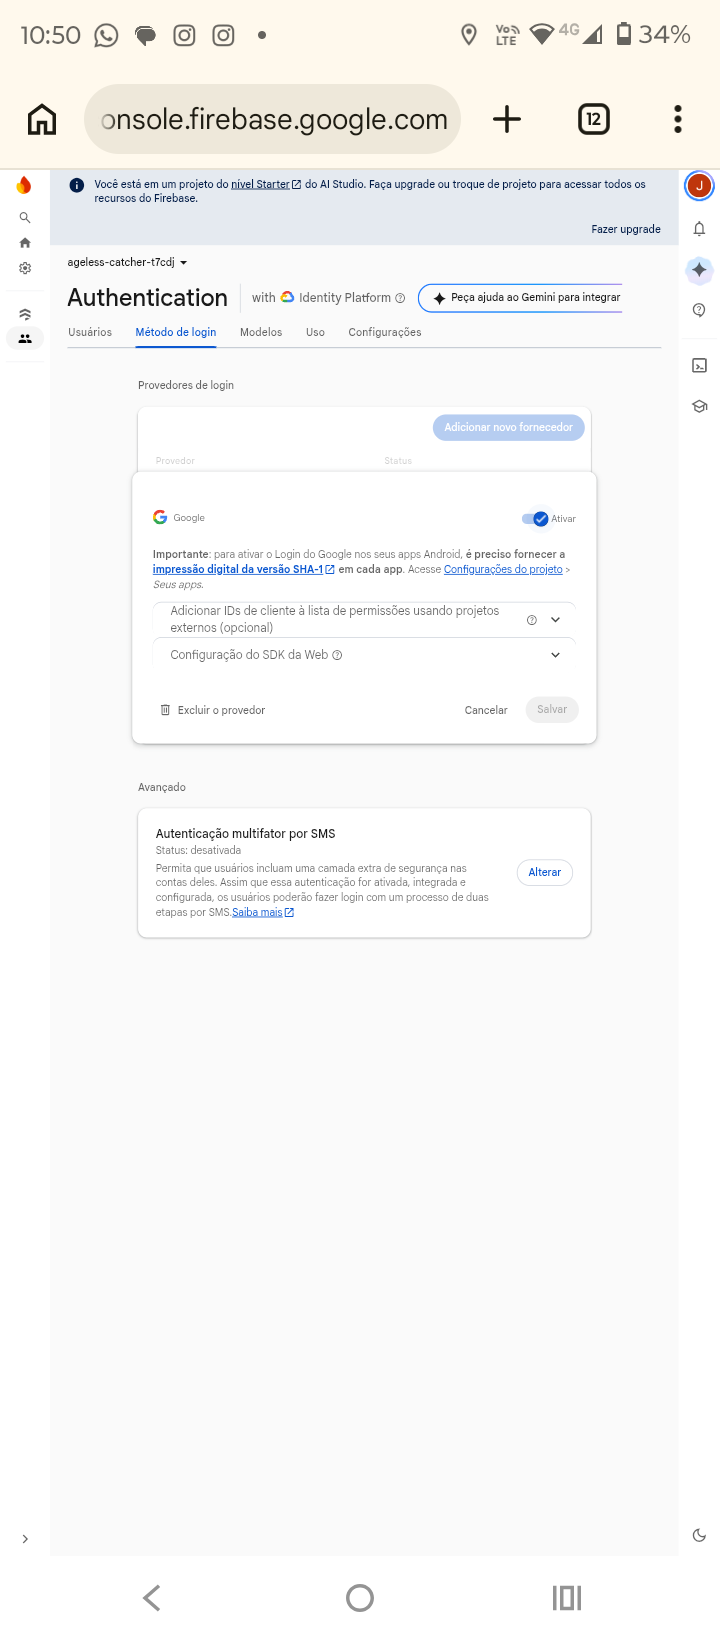 10:50
Vo LTE
4G
34%
onsole.firebase.google.com
12
Você está em um projeto do nível Starter do AI Studio. Faça upgrade ou troque de projeto para acessar todos os
recursos do Firebase.
Fazer upgrade
J
ageless-catcher-t7cdj
Authentication
with Identity Platform
Peça ajuda ao Gemini para integrar
Usuários Método de login Modelos Uso Configurações
Provedores de login
Adicionar novo fornecedor
Provedor Status
Google
Ativar
Importante: para ativar o Login do Google nos seus apps Android, é preciso fornecer a
impressão digital da versão SHA-1 em cada app. Acesse Configurações do projeto >
Seus apps.
Adicionar IDs de cliente à lista de permissões usando projetos
externos (opcional)
Configuração do SDK da Web
Excluir o provedor
Cancelar
Salvar
Avançado
Autenticação multifator por SMS
Status: desativada
Permita que usuários incluam uma camada extra de segurança nas
contas deles. Assim que essa autenticação for ativada, integrada e
configurada, os usuários poderão fazer login com um processo de duas
etapas por SMS.Saiba mais
Alterar